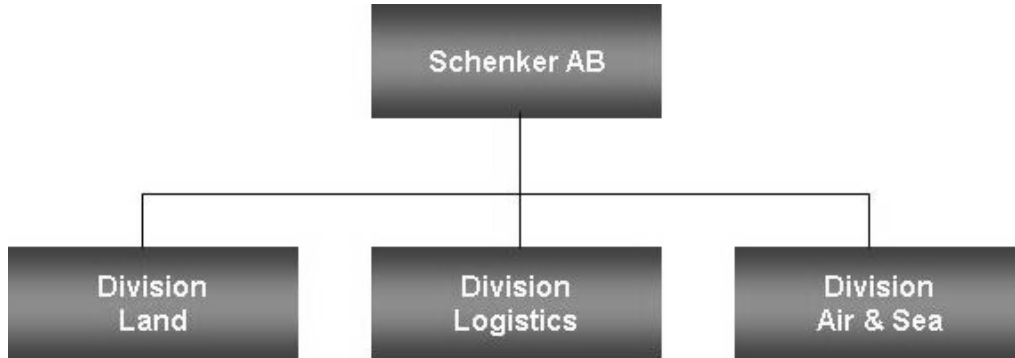 Schenker AB
Division
Land
Division
Logistics
Division
Air & Sea